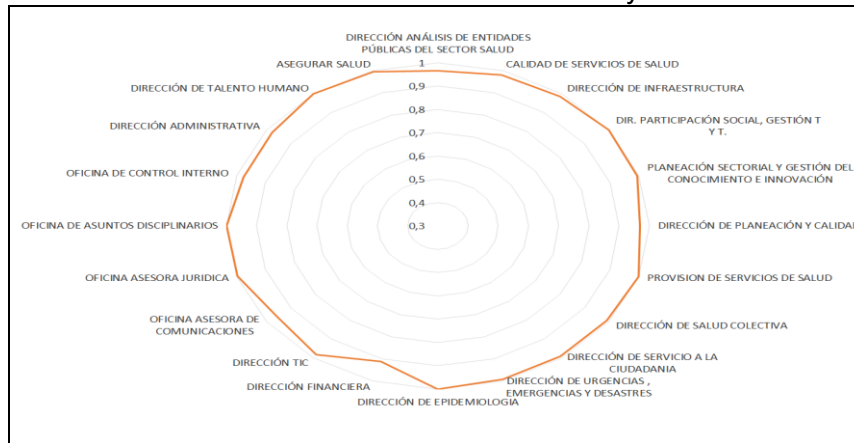 DIRECCIÓN ANÁLISIS DE ENTIDADES
PÚBLICAS DEL SECTOR SALUD
CALIDAD DE SERVICIOS DE SALUD
DIRECCIÓN DE INFRAESTRUCTURA
DIR. PARTICIPACIÓN SOCIAL, GESTIÓN T
Y T.
PLANEACIÓN SECTORIAL Y GESTIÓN DEL
CONOCIMIENTO E INNOVACIÓN
DIRECCIÓN DE PLANEACIÓN Y CALIDAD
PROVISION DE SERVICIOS DE SALUD
DIRECCIÓN DE SALUD COLECTIVA
DIRECCIÓN DE SERVICIO A LA
CIUDADANIA
DIRECCIÓN DE URGENCIAS ,
EMERGENCIAS Y DESASTRES
DIRECCIÓN DE EPIDEMIOLOGIA
DIRECCIÓN FINANCIERA
DIRECCIÓN TIC
OFICINA ASESORA DE
COMUNICACIONES
OFICINA ASESORA JURIDICA
OFICINA DE ASUNTOS DISCIPLINARIOS
OFICINA DE CONTROL INTERNO
DIRECCIÓN ADMINISTRATIVA
DIRECCIÓN DE TALENTO HUMANO
ASEGURAR SALUD
1
0,9
0,8
0,7
0,6
0,5
0,4
0,3